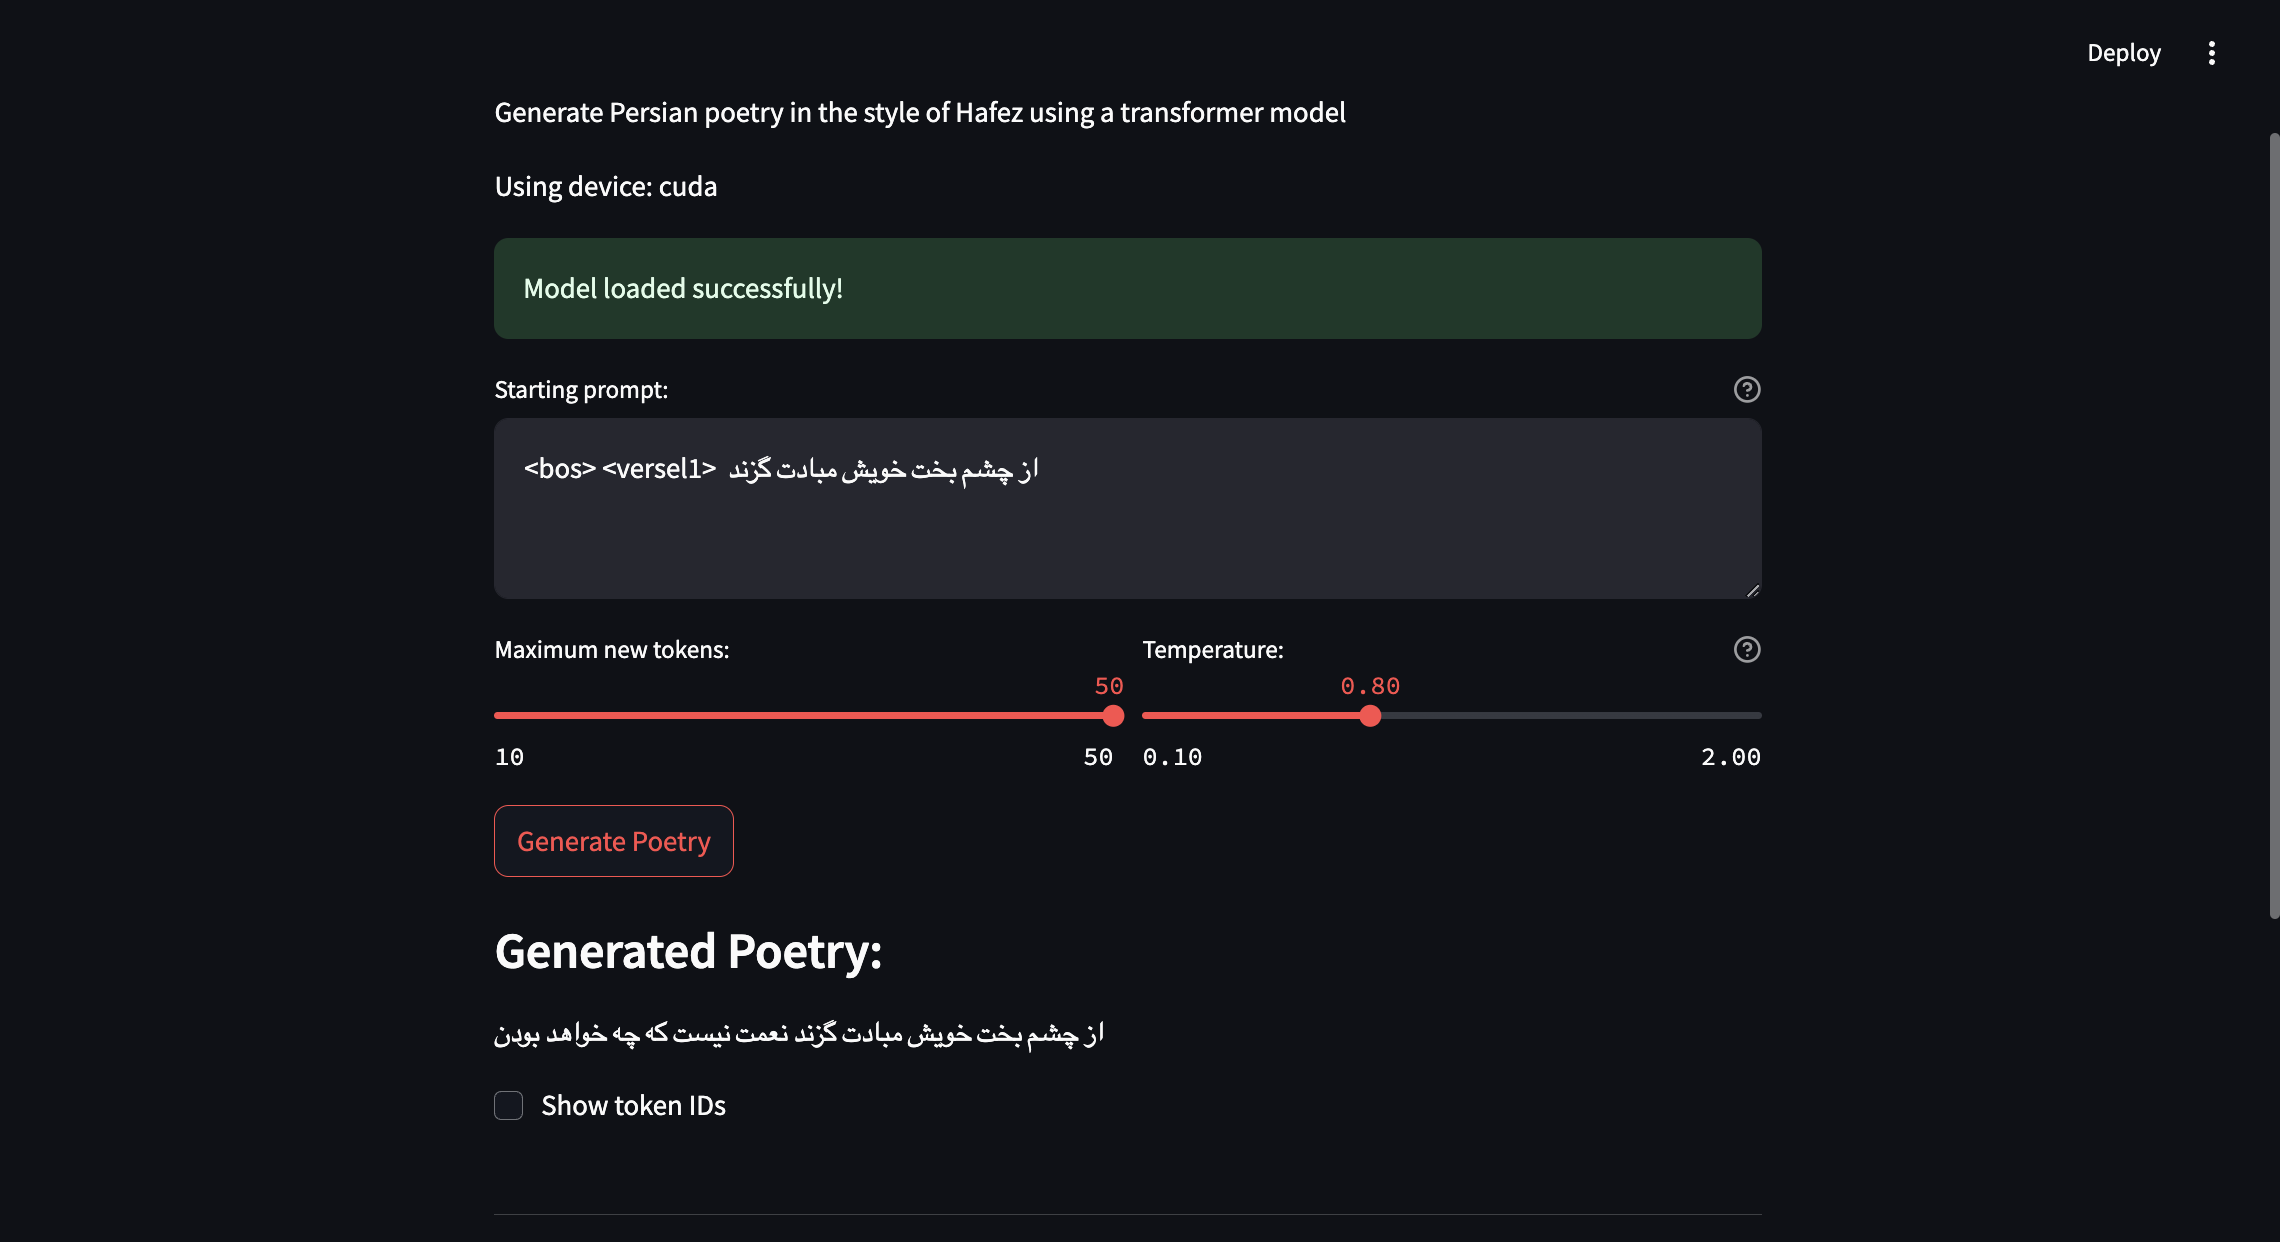 Deploy
Generate Persian poetry in the style of Hafez using a transformer model
Using device: cuda
Model loaded successfully!
Starting prompt:
<bos> <versel1> از چشم بخت خویش مبادت گزند
Maximum new tokens:
50
10 50
Temperature:
0.80
0.10 2.00
Generate Poetry
Generated Poetry:
از چشم بخت خویش مبادت گزند نعمت نیست که چه خواهد بودن
Show token IDs